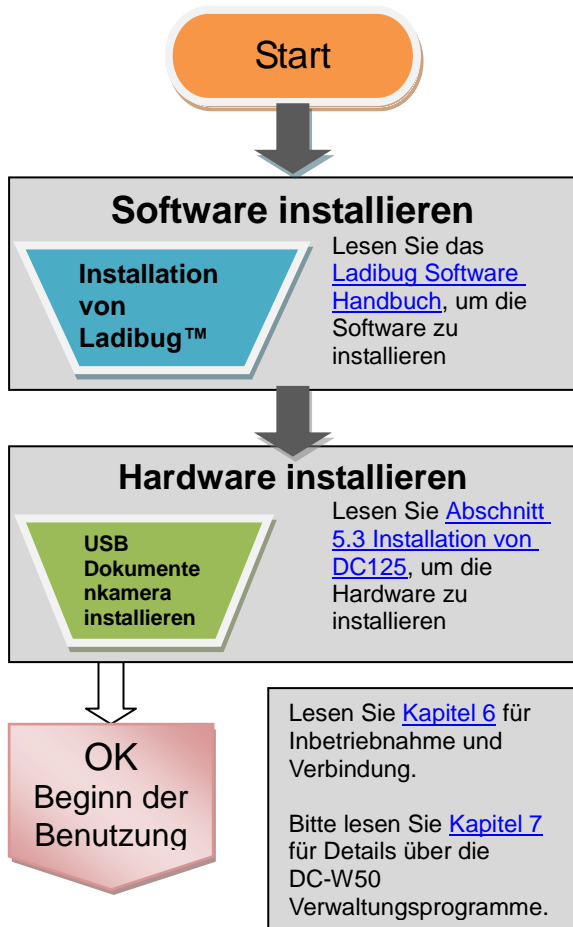 Start
Software installieren
Installation
von
Ladibug™
Lesen Sie das
Ladibug Software
Handbuch, um die
Software zu
installieren
Hardware installieren
USB
Dokumente
nkamera
installieren
Lesen Sie Abschnitt
5.3 Installation von
DC125, um die
Hardware zu
installieren
OK
Beginn der
Benutzung
Lesen Sie Kapitel 6 für
Inbetriebnahme und
Verbindung.
Bitte lesen Sie Kapitel 7
für Details über die
DC-W50
Verwaltungsprogramme.